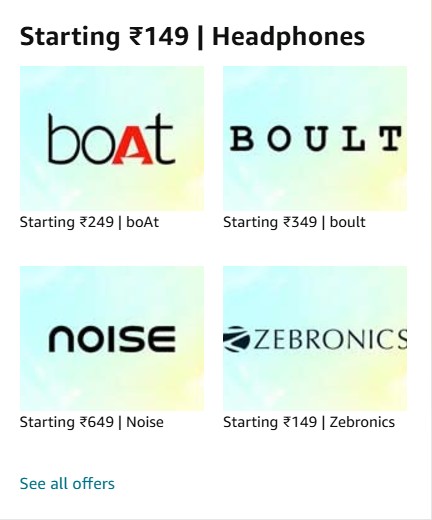 Starting ₹149 | Headphones
boAt
BOULT
Starting ₹249 | boAt
Starting ₹349 | boult
NOISE
ZEBRONICS
Starting ₹649 | Noise
Starting ₹149 | Zebronics
See all offers